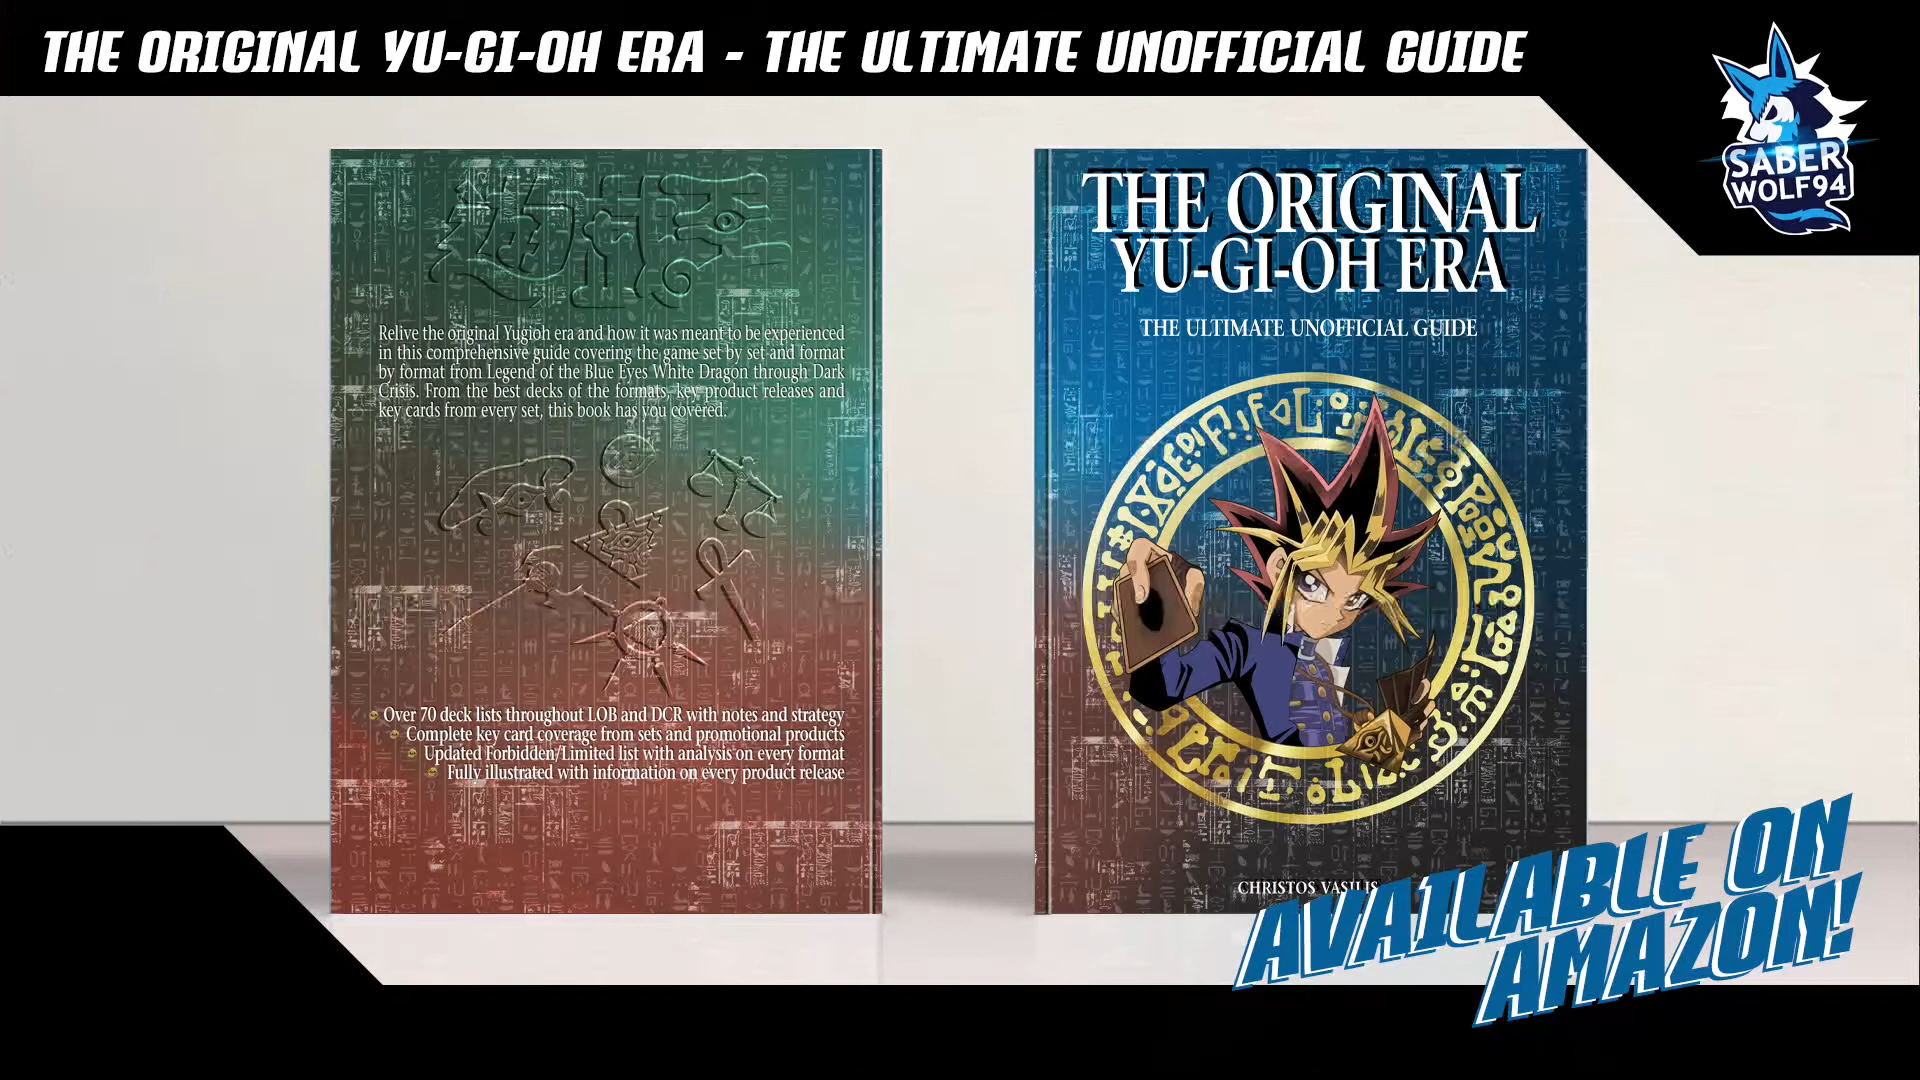 THE ORIGINAL YU-GI-OH ERA - THE ULTIMATE UNOFFICIAL GUIDE
SABER
WOLF94
Relive the original Yugioh era and how it was meant to be experienced
in this comprehensive guide covering the game set by set and format
by format from Legend of the Blue Eyes White Dragon through Dark
Crisis. From the best decks of the formats, key product releases and
key cards from every set, this book has you covered.
Over 70 deck lists throughout LOB and DCR with notes and strategy
Complete key card coverage from sets and promotional products
Updated Forbidden/Limited list with analysis on every format
Fully illustrated with information on every product release
THE ORIGINAL
YU-GI-OH ERA
THE ULTIMATE UNOFFICIAL GUIDE
CHRISTOS VASILIS
AVAILABLE ON
AMAZON!